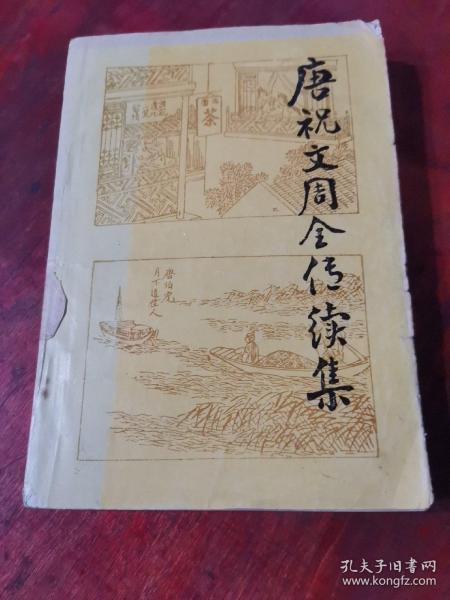 唐祝文周全传续集
茶
唐伯虎
月下追佳人
孔夫子旧书网
www.kongfz.com